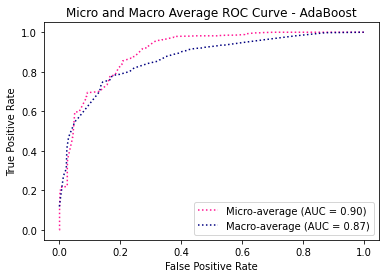 Micro and Macro Average ROC Curve - AdaBoost
True Positive Rate
1.0
0.8
0.6
0.4
0.2
0.0
Micro-average (AUC = 0.90)
Macro-average (AUC = 0.87)
0.0 0.2 0.4 0.6 0.8 1.0
False Positive Rate